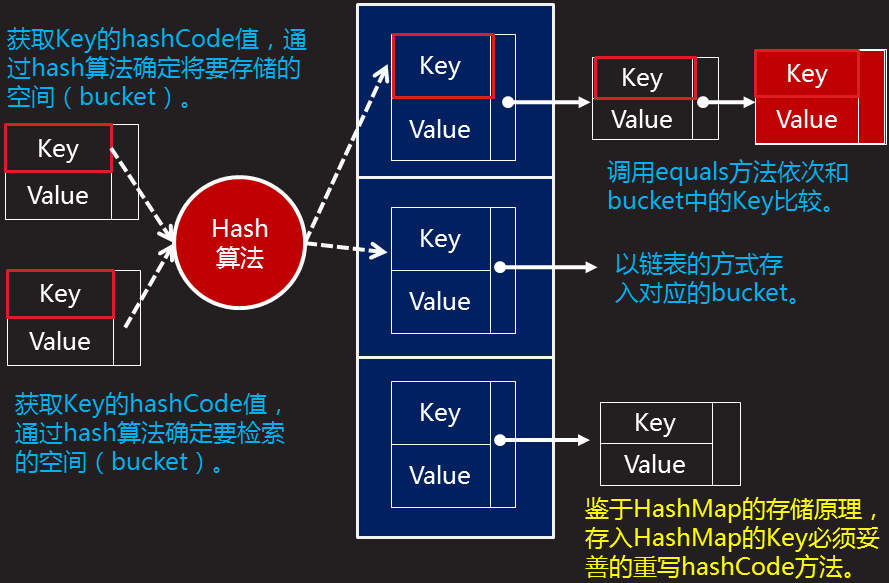 获取Key的hashCode值，通
过hash算法确定将要存储的
空间（bucket）。
Key
Value
Hash
算法
Key
Value
获取Key的hashCode值，
通过hash算法确定要检索
的空间（bucket）。
Key
Value
Key
Value
Key
Value
Key
Value
Key
Value
调用equals方法依次和
bucket中的Key比较。
以链表的方式存
入对应的bucket。
Key
Value
Key
Value
鉴于HashMap的存储原理，
存入HashMap的Key必须妥
善的重写hashCode方法。